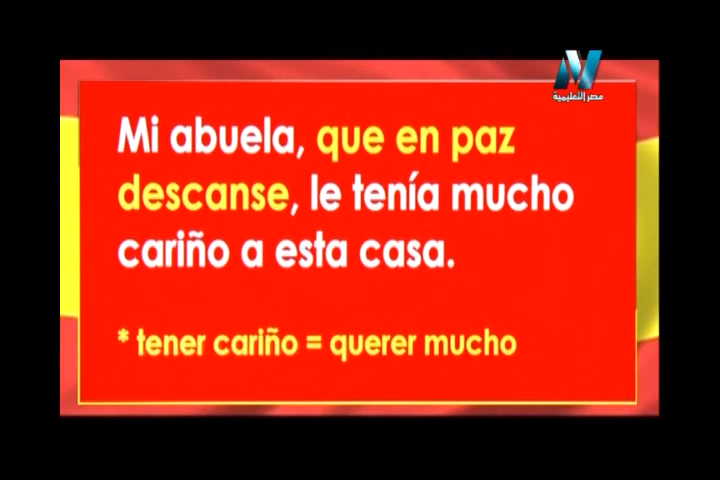 مصر التعليمية
Mi abuela, que en paz
descanse, le tenía mucho
cariño a esta casa.
* tener cariño = querer mucho